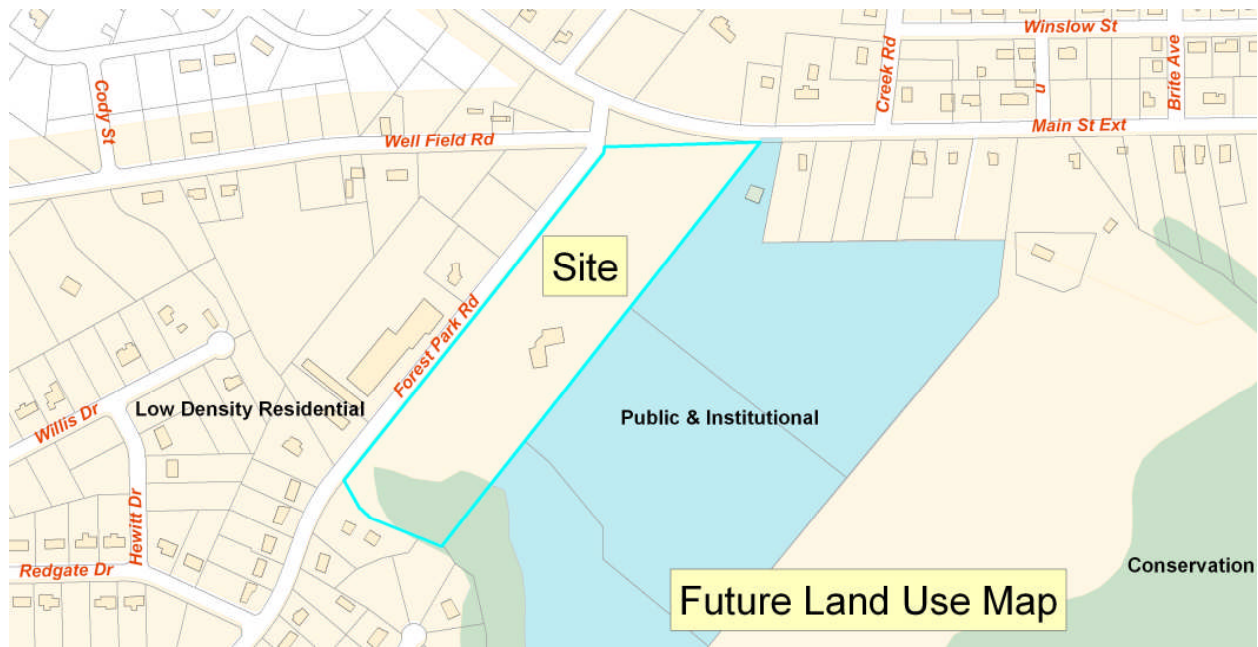 Winslow St
Creek Rd
Brite Ave
n
Cody St
Main St Ext
Well Field Rd
Site
Forest Park Rd
Low Density Residential
Public & Institutional
Willis Dr
Hewitt Dr
Redgate Dr
Conservation
Future Land Use Map